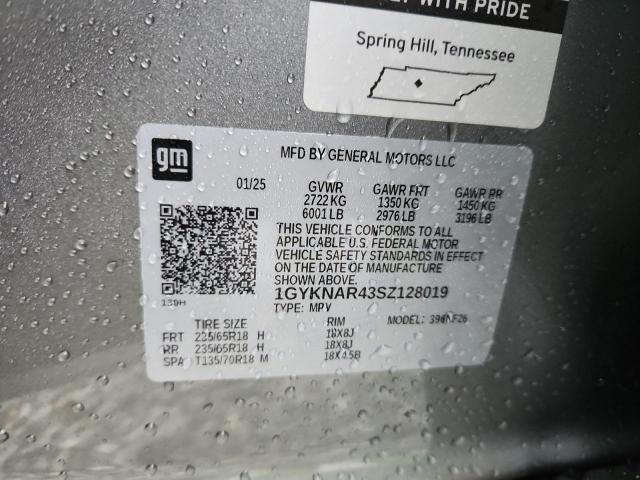 WITH PRIDE
Spring Hill, Tennessee
gm
MFD BY GENERAL MOTORS LLC
01/25 GVWR GAWR FRT GAWR RR
2722 KG 1350 KG 1450 KG
6001 LB 2976 LB 3196 LB
THIS VEHICLE CONFORMS TO ALL
APPLICABLE U.S. FEDERAL MOTOR
VEHICLE SAFETY STANDARDS IN EFFECT
ON THE DATE OF MANUFACTURE
SHOWN ABOVE.
1GYKNAR43SZ128019
TYPE: MPV
MODEL:
TIRE SIZE RIM
FRT 235/65R18 H 18X8J
RR 235/65R18 H 18X8J
SPA T135/70R18 M 18X4.5B